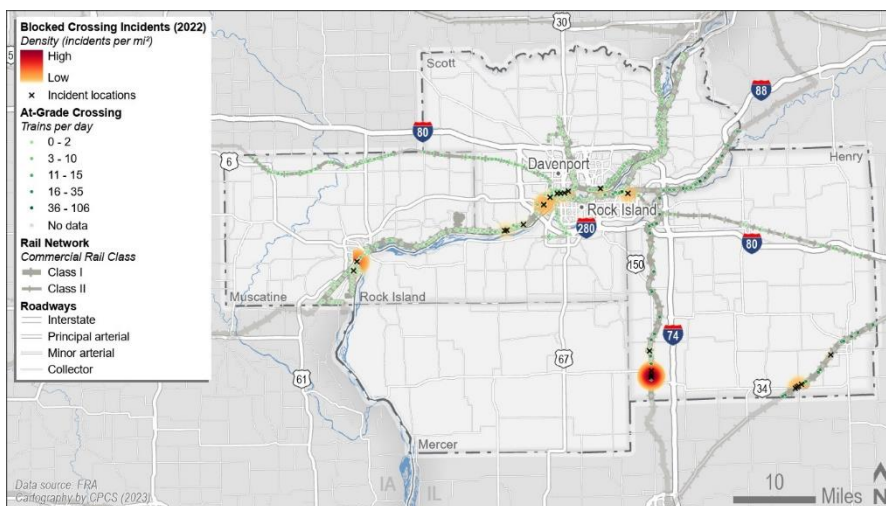 Blocked Crossing Incidents (2022)
Density (incidents per mi²)
High
Low
Incident locations
At-Grade Crossing
Trains per day
0 - 2
3 - 10
11 - 15
16 - 35
36 - 106
No data
Rail Network
Commercial Rail Class
Class I
Class II
Roadways
Interstate
Principal arterial
Minor arterial
Collector
30
5
Scott
88
80
6
Henry
Davenport
Rock Island
280
80
150
Muscatine
Rock Island
74
67
61
34
Mercer
IA
IL
10
Miles
N
Data source: FRA
Cartography by CPCS (2023)